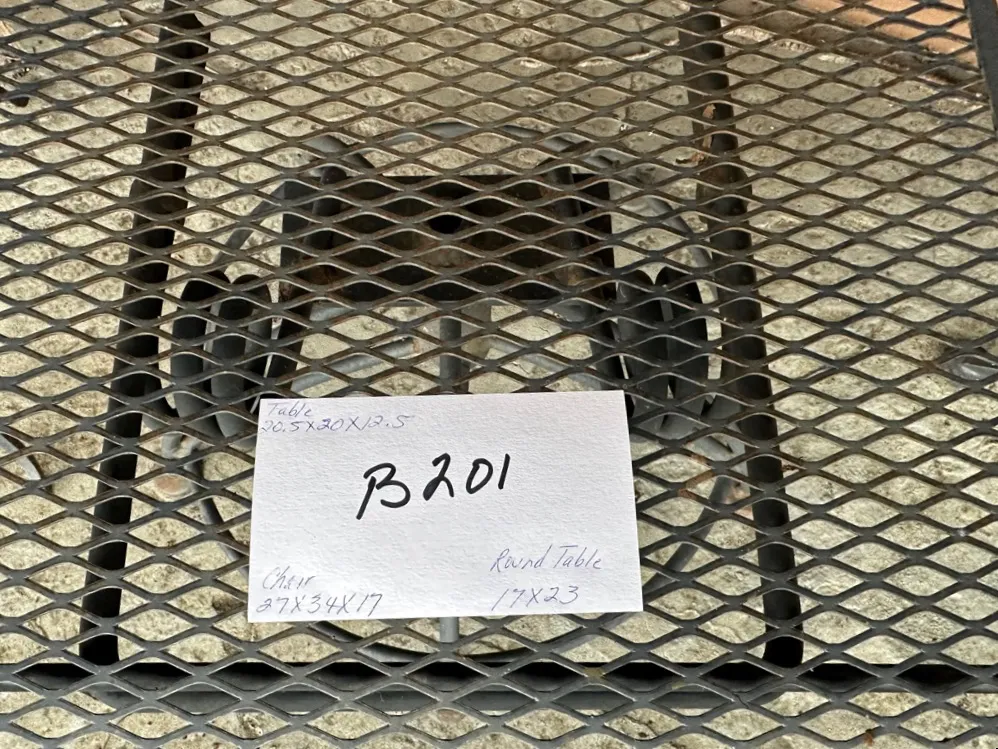 Table
20.5X20X12.5
B201
Chair
27X34X17
Round Table
17X23